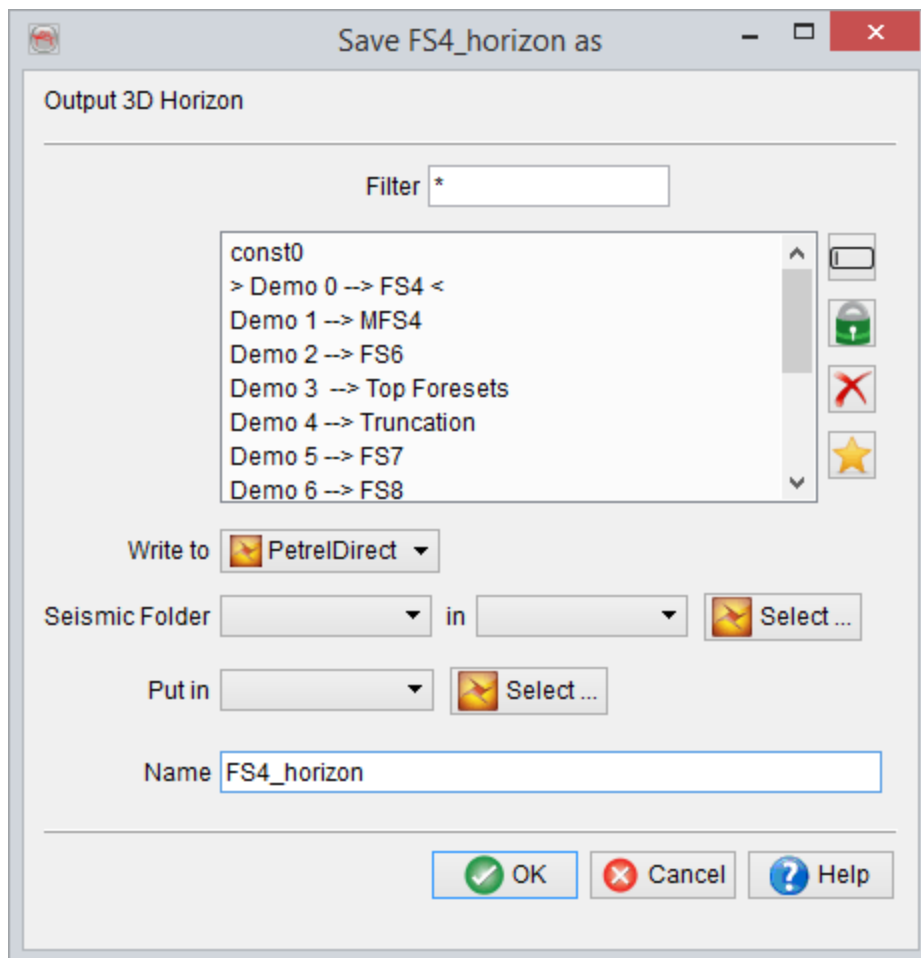 Save FS4_horizon as
Output 3D Horizon
Filter *
const0
> Demo 0 --> FS4 <
Demo 1 --> MFS4
Demo 2 --> FS6
Demo 3  --> Top Foresets
Demo 4 --> Truncation
Demo 5 --> FS7
Demo 6 --> FS8
Write to PetrelDirect
Seismic Folder in Select ...
Put in Select ...
Name FS4_horizon
OK Cancel Help